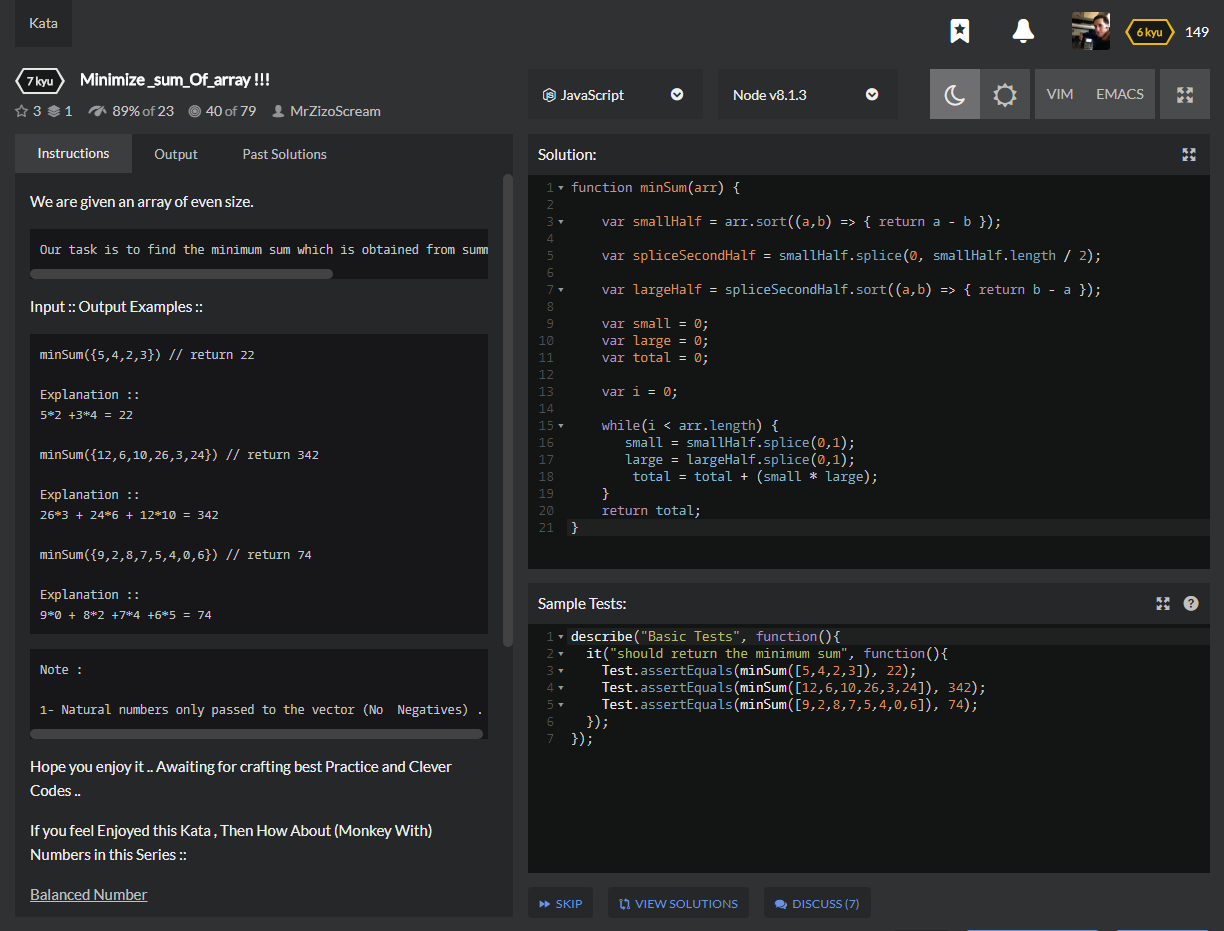 Kata
6 kyu 149
7 kyu Minimize_sum_Of_array !!!
3 1 89% of 23 40 of 79 MrZizoScream
JavaScript Node v8.1.3 VIM EMACS
Instructions Output Past Solutions
We are given an array of even size.
Our task is to find the minimum sum which is obtained from summ
Input :: Output Examples ::
minSum({5,4,2,3}) // return 22
Explanation ::
5*2 +3*4 = 22
minSum({12,6,10,26,3,24}) // return 342
Explanation ::
26*3 + 24*6 + 12*10 = 342
minSum({9,2,8,7,5,4,0,6}) // return 74
Explanation ::
9*0 + 8*2 +7*4 +6*5 = 74
Note :
1- Natural numbers only passed to the vector (No  Negatives) .
Hope you enjoy it .. Awaiting for crafting best Practice and Clever
Codes ..
If you feel Enjoyed this Kata , Then How About (Monkey With)
Numbers in this Series ::
Balanced Number
Solution:
1 function minSum(arr) {
2
3 var smallHalf = arr.sort((a,b) => { return a - b });
4
5 var spliceSecondHalf = smallHalf.splice(0, smallHalf.length / 2);
6
7 var largeHalf = spliceSecondHalf.sort((a,b) => { return b - a });
8
9 var small = 0;
10 var large = 0;
11 var total = 0;
12
13 var i = 0;
14
15 while(i < arr.length) {
16 small = smallHalf.splice(0,1);
17 large = largeHalf.splice(0,1);
18 total = total + (small * large);
19 }
20 return total;
21 }
Sample Tests:
1 describe("Basic Tests", function(){
2 it("should return the minimum sum", function(){
3 Test.assertEquals(minSum([5,4,2,3]), 22);
4 Test.assertEquals(minSum([12,6,10,26,3,24]), 342);
5 Test.assertEquals(minSum([9,2,8,7,5,4,0,6]), 74);
6 });
7 });
SKIP VIEW SOLUTIONS DISCUSS (7)